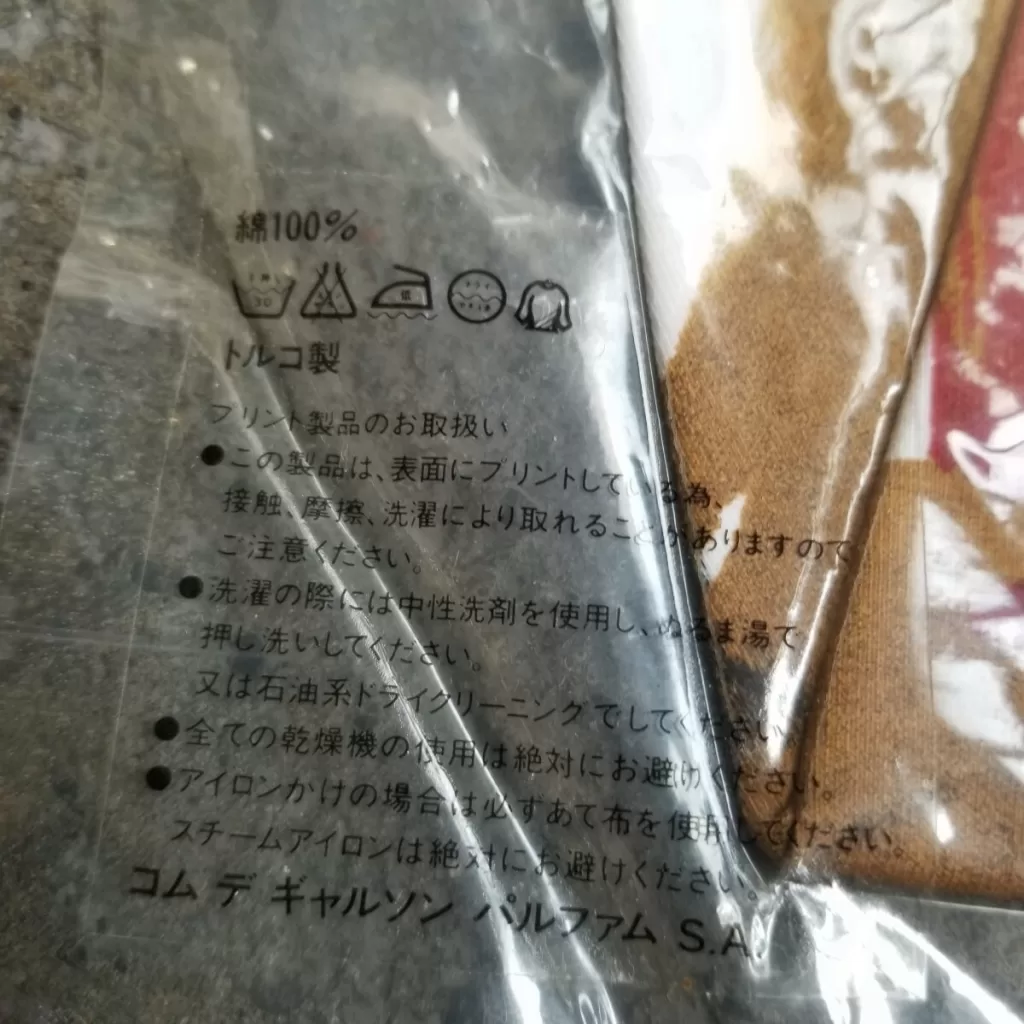 綿100%
30
トルコ製
プリント製品のお取扱い
●この製品は、表面にプリントしている為、
接触、摩擦、洗濯により取れることがありますので
ご注意ください。
●洗濯の際には中性洗剤を使用し、ぬるま湯で
押し洗いしてください。
又は石油系ドライクリーニングでしてください。
●全ての乾燥機の使用は絶対にお避けください。
●アイロンかけの場合は必ずあて布を使用してください。
スチームアイロンは絶対にお避けください。
コム デ ギャルソン パルファム S.A.